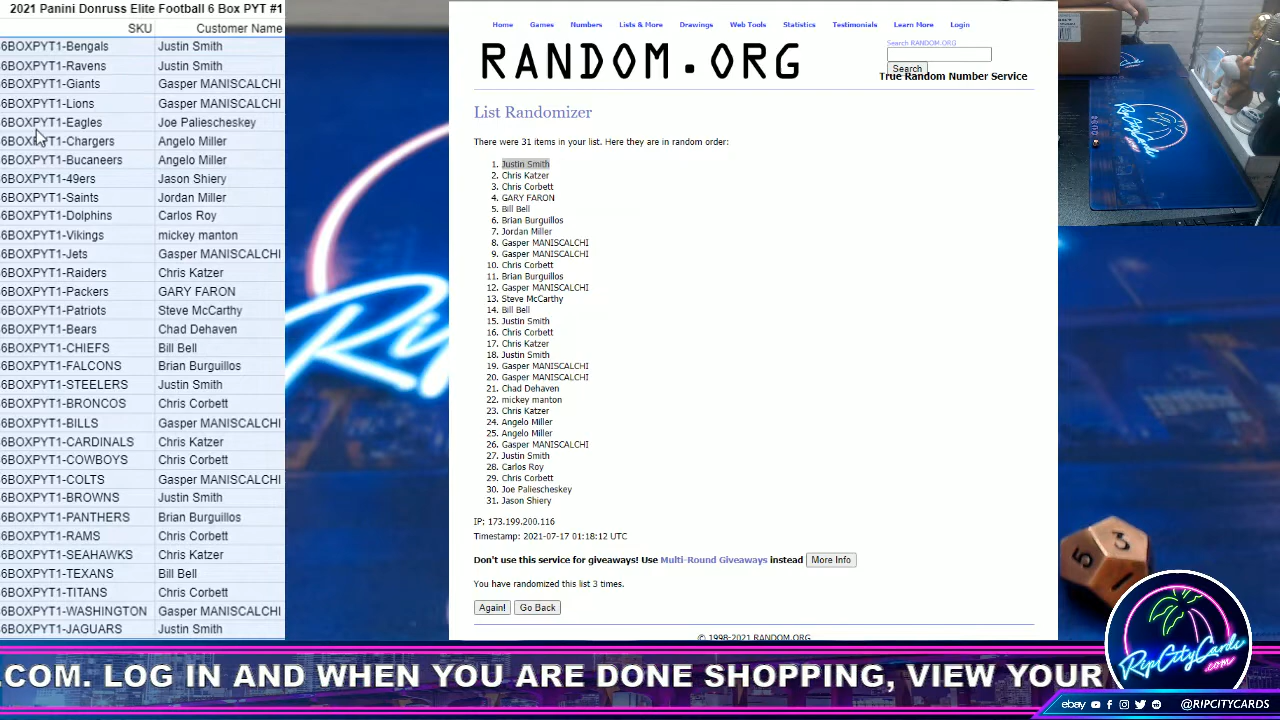 2021 Panini Donruss Elite Football 6 Box PYT #1
SKU Customer Name
6BOXPYT1-Bengals Justin Smith
6BOXPYT1-Ravens Justin Smith
6BOXPYT1-Giants Gasper MANISCALCHI
6BOXPYT1-Lions Gasper MANISCALCHI
6BOXPYT1-Eagles Joe Paliescheskey
6BOXPYT1-Chargers Angelo Miller
6BOXPYT1-Bucaneers Angelo Miller
6BOXPYT1-49ers Jason Shiery
6BOXPYT1-Saints Jordan Miller
6BOXPYT1-Dolphins Carlos Roy
6BOXPYT1-Vikings mickey manton
6BOXPYT1-Jets Gasper MANISCALCHI
6BOXPYT1-Raiders Chris Katzer
6BOXPYT1-Packers GARY FARON
6BOXPYT1-Patriots Steve McCarthy
6BOXPYT1-Bears Chad Dehaven
6BOXPYT1-CHIEFS Bill Bell
6BOXPYT1-FALCONS Brian Burguillos
6BOXPYT1-STEELERS Justin Smith
6BOXPYT1-BRONCOS Chris Corbett
6BOXPYT1-BILLS Gasper MANISCALCHI
6BOXPYT1-CARDINALS Chris Katzer
6BOXPYT1-COWBOYS Chris Corbett
6BOXPYT1-COLTS Gasper MANISCALCHI
6BOXPYT1-BROWNS Justin Smith
6BOXPYT1-PANTHERS Brian Burguillos
6BOXPYT1-RAMS Chris Corbett
6BOXPYT1-SEAHAWKS Chris Katzer
6BOXPYT1-TEXANS Bill Bell
6BOXPYT1-TITANS Chris Corbett
6BOXPYT1-WASHINGTON Gasper MANISCALCHI
6BOXPYT1-JAGUARS Justin Smith
Home Games Numbers Lists & More Drawings Web Tools Statistics Testimonials Learn More Login
RANDOM.ORG
Search RANDOM.ORG
Search
True Random Number Service
List Randomizer
There were 31 items in your list. Here they are in random order:
1. Justin Smith
2. Chris Katzer
3. Chris Corbett
4. GARY FARON
5. Bill Bell
6. Brian Burguillos
7. Jordan Miller
8. Gasper MANISCALCHI
9. Gasper MANISCALCHI
10. Chris Corbett
11. Brian Burguillos
12. Gasper MANISCALCHI
13. Steve McCarthy
14. Bill Bell
15. Justin Smith
16. Chris Corbett
17. Chris Katzer
18. Justin Smith
19. Gasper MANISCALCHI
20. Gasper MANISCALCHI
21. Chad Dehaven
22. mickey manton
23. Chris Katzer
24. Angelo Miller
25. Angelo Miller
26. Gasper MANISCALCHI
27. Justin Smith
28. Carlos Roy
29. Chris Corbett
30. Joe Paliescheskey
31. Jason Shiery
IP: 173.199.200.116
Timestamp: 2021-07-17 01:18:12 UTC
Don't use this service for giveaways! Use Multi-Round Giveaways instead More Info
You have randomized this list 3 times.
Again! Go Back
© 1998-2021 RANDOM.ORG
.COM, LOG IN AND WHEN YOU ARE DONE SHOPPING, VIEW YOUR
RipCityCards
.com
ebay @RIPCITYCARDS